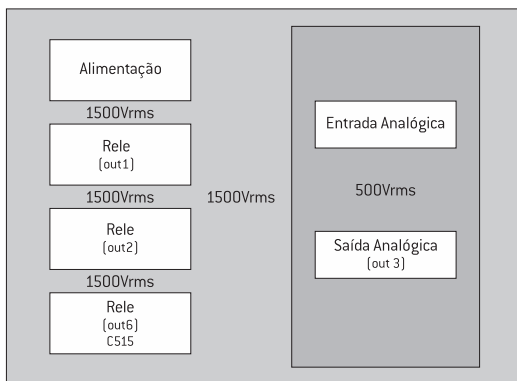 Alimentação
1500Vrms
Rele
(out1)
1500Vrms
Rele
(out2)
1500Vrms
Rele
(out6)
C515
1500Vrms
Entrada Analógica
500Vrms
Saída Analógica
(out 3)